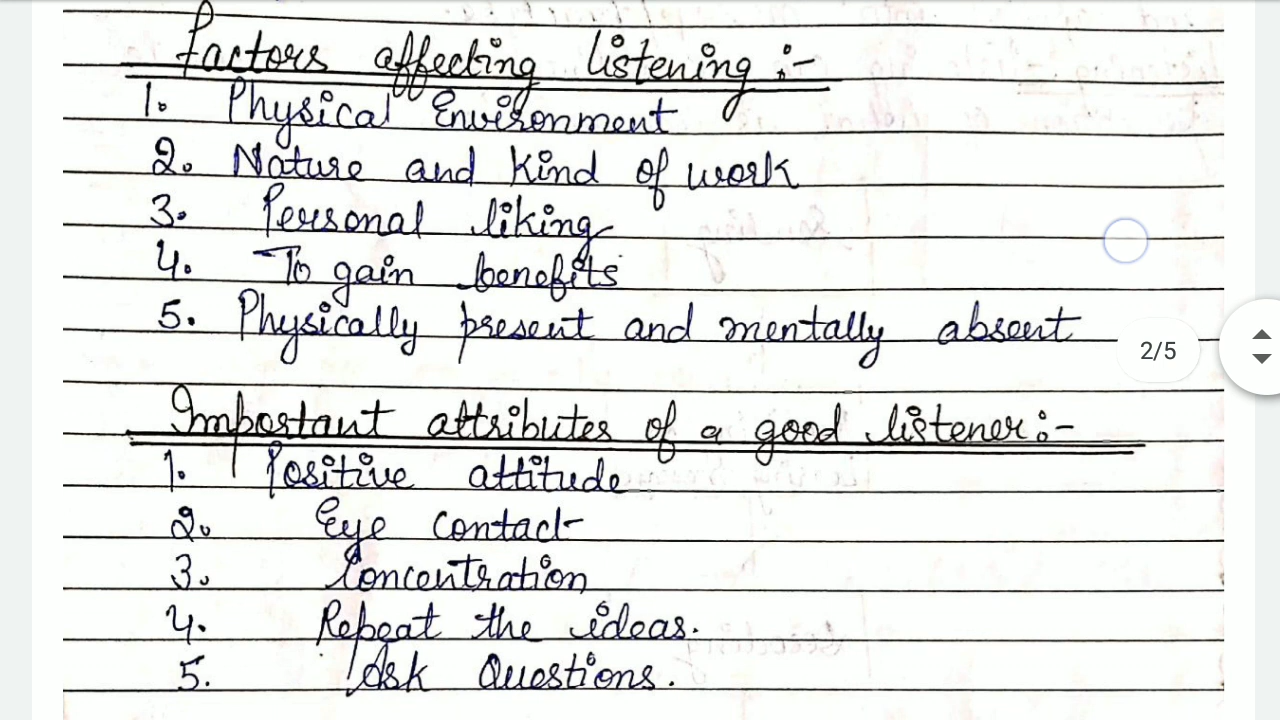 Factors affecting listening :-
1. Physical Environment
2. Nature and kind of work
3. Personal liking
4. To gain benefits
5. Physically present and mentally absent
2/5
Important attributes of a good listener :-
1. Positive attitude
2. Eye contact
3. Concentration
4. Repeat the ideas.
5. Ask Questions.